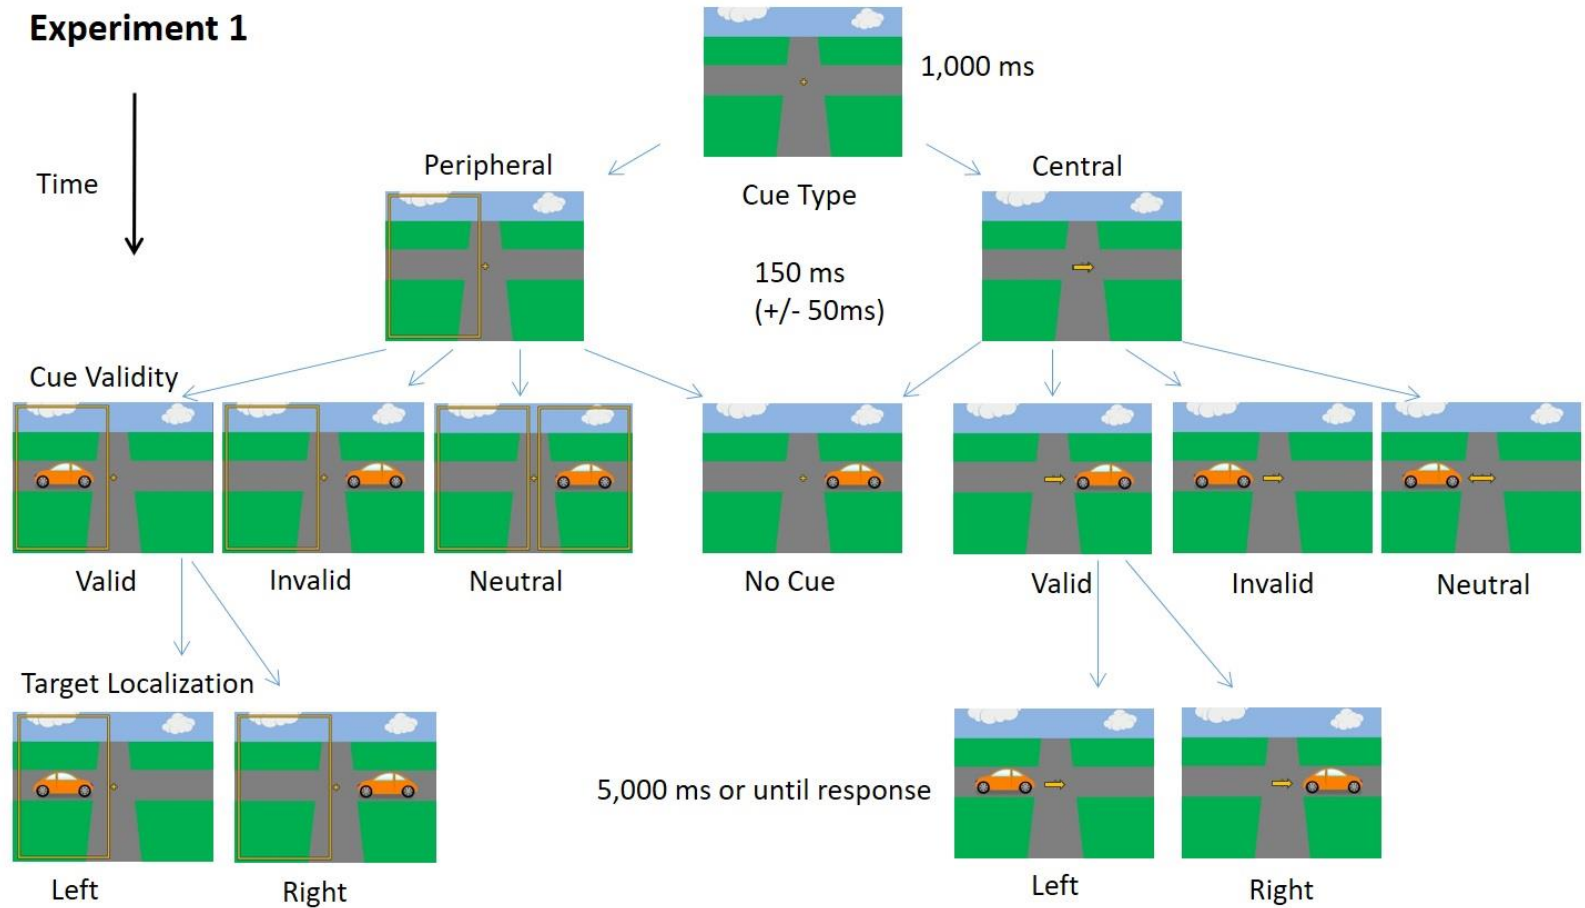 Experiment 1
1,000 ms
Time
Peripheral
Cue Type
Central
150 ms
(+/- 50ms)
Cue Validity
Valid
Invalid
Neutral
No Cue
Valid
Invalid
Neutral
Target Localization
5,000 ms or until response
Left
Right
Left
Right